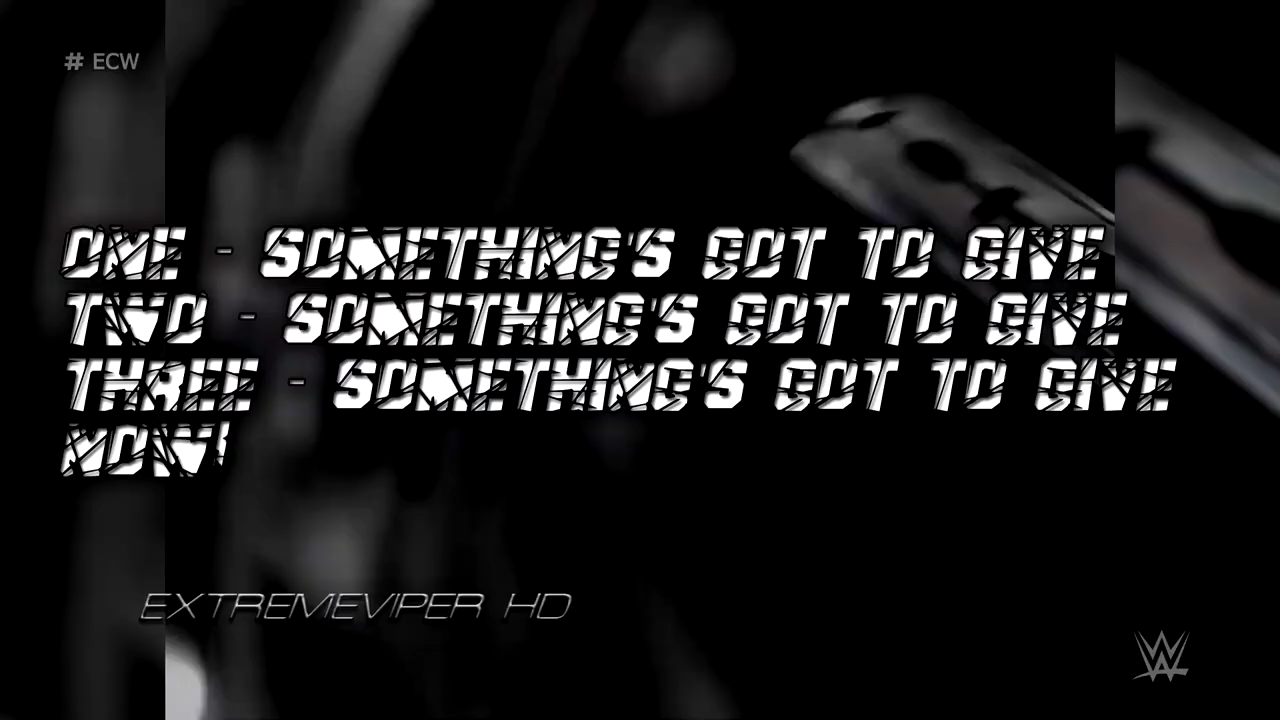 # ECW
ONE - SOMETHING'S GOT TO GIVE
TWO - SOMETHING'S GOT TO GIVE
THREE - SOMETHING'S GOT TO GIVE
NOW!
EXTREMEVIPER HD
W